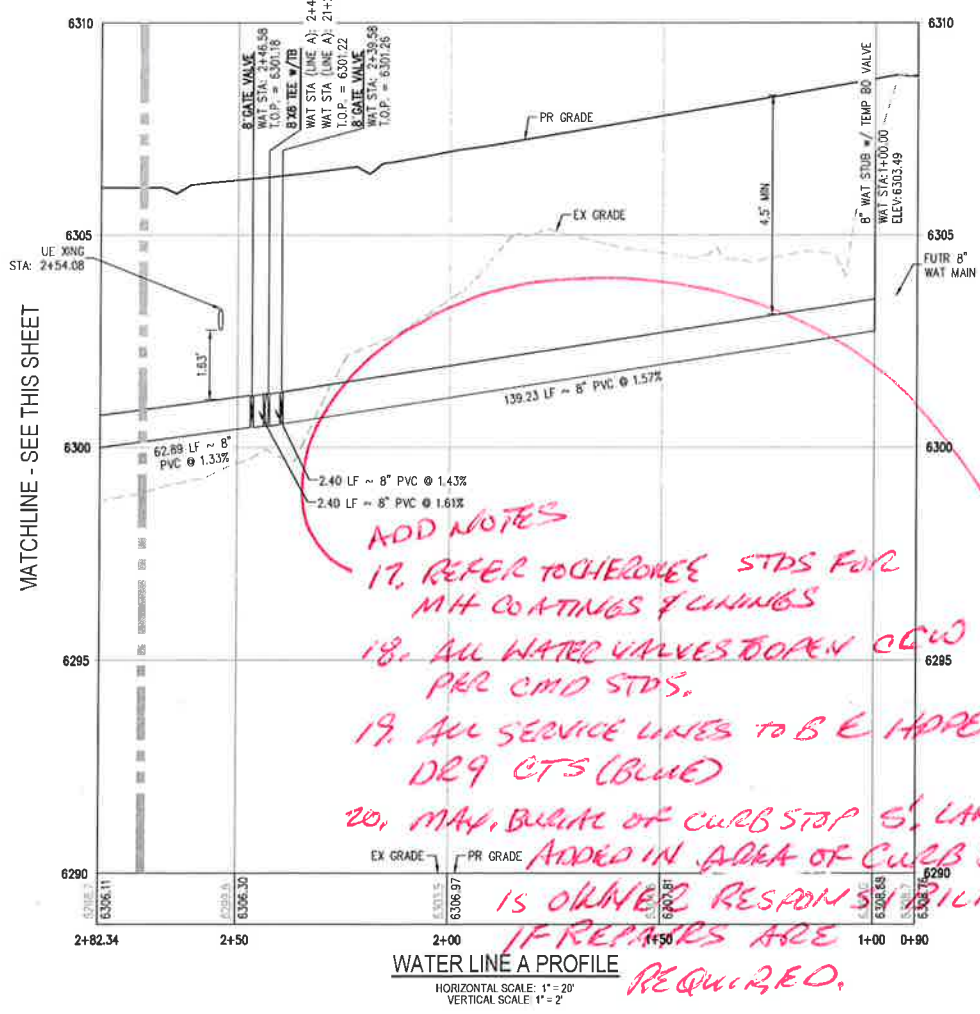 6310
6310
8" GATE VALVE
WAT STA: 2+46.58
T.O.P. = 6301.18
8"X8" TEE w/TB
WAT STA (LINE A): 2+4
WAT STA (LINE A): 21+
T.O.P. = 6301.22
8" GATE VALVE
WAT STA: 2+39.58
T.O.P. = 6301.26
PR GRADE
8" WAT STUB w/ TEMP BO VALVE
WAT STA:1+00.00
ELEV:6303.49
4.5' MIN
EX GRADE
6305
6305
UE XING
STA: 2+54.08
FUTR 8"
WAT MAIN
1.63'
MATCHLINE - SEE THIS SHEET
139.23 LF ~ 8" PVC @ 1.57%
6300
6300
62.89 LF ~ 8"
PVC @ 1.33%
2.40 LF ~ 8" PVC @ 1.43%
2.40 LF ~ 8" PVC @ 1.61%
ADD NOTES
17. REFER TO CHEROKEE STDS FOR
MH COATINGS & LININGS
18. ALL WATER VALVES TO OPEN CCW
PER CMD STDS.
6295
6295
19. ALL SERVICE LINES TO BE HDPE
DR9 CTS (BLUE)
20. MAX. BURIAL OF CURB STOP 5'.
ADDED IN AREA OF CURB
IS OWNER
IF REPAIRS ARE
REQUIRED.
EX GRADE
PR GRADE
6290
6290
6306.11
6306.30
6306.97
6307.81
6308.68
6308.76
2+82.34
2+50
2+00
1+50
1+00
0+90
WATER LINE A PROFILE
HORIZONTAL SCALE: 1" = 20'
VERTICAL SCALE: 1" = 2'